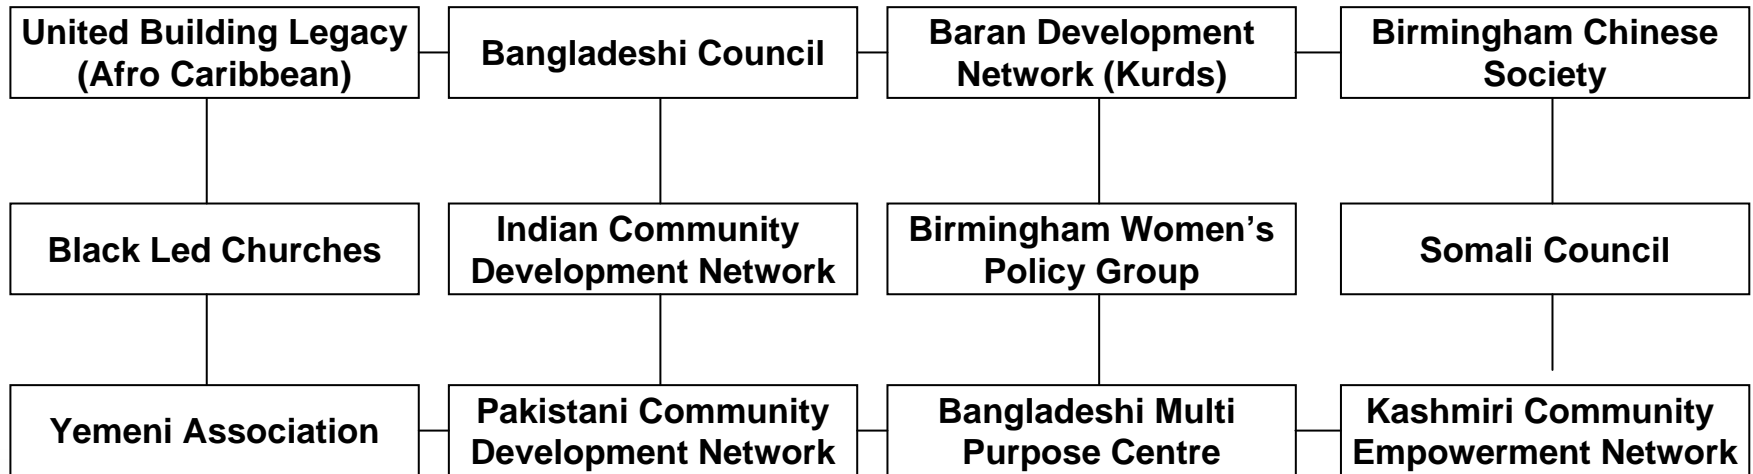 United Building Legacy
(Afro Caribbean)
Bangladeshi Council
Baran Development
Network (Kurds)
Birmingham Chinese
Society
Black Led Churches
Indian Community
Development Network
Birmingham Women’s
Policy Group
Somali Council
Yemeni Association
Pakistani Community
Development Network
Bangladeshi Multi
Purpose Centre
Kashmiri Community
Empowerment Network